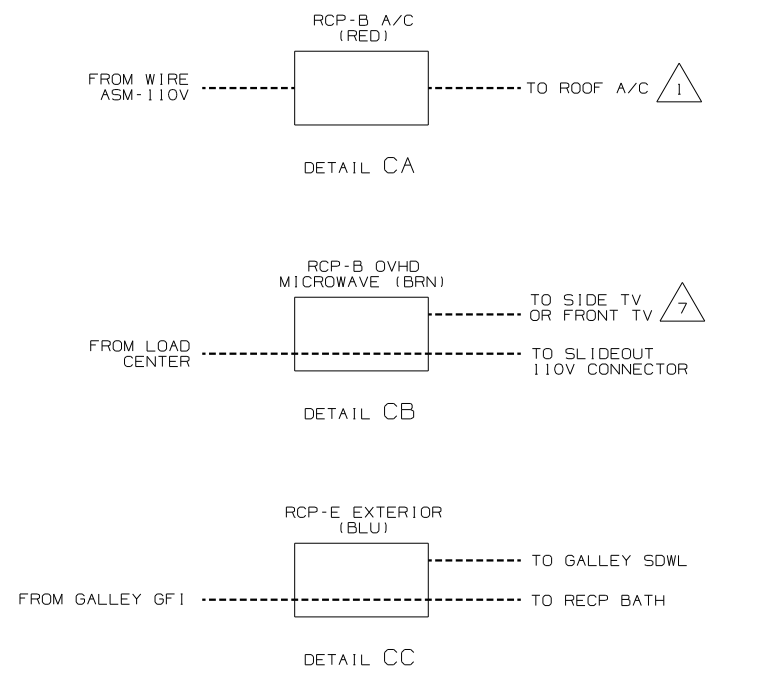 RCP-B A/C
(RED)
FROM WIRE
ASM-110V
TO ROOF A/C 1
DETAIL CA
RCP-B OVHD
MICROWAVE (BRN)
TO SIDE TV
OR FRONT TV 7
FROM LOAD
CENTER
TO SLIDEOUT
110V CONNECTOR
DETAIL CB
RCP-E EXTERIOR
(BLU)
TO GALLEY SDWL
FROM GALLEY GFI
TO RECP BATH
DETAIL CC